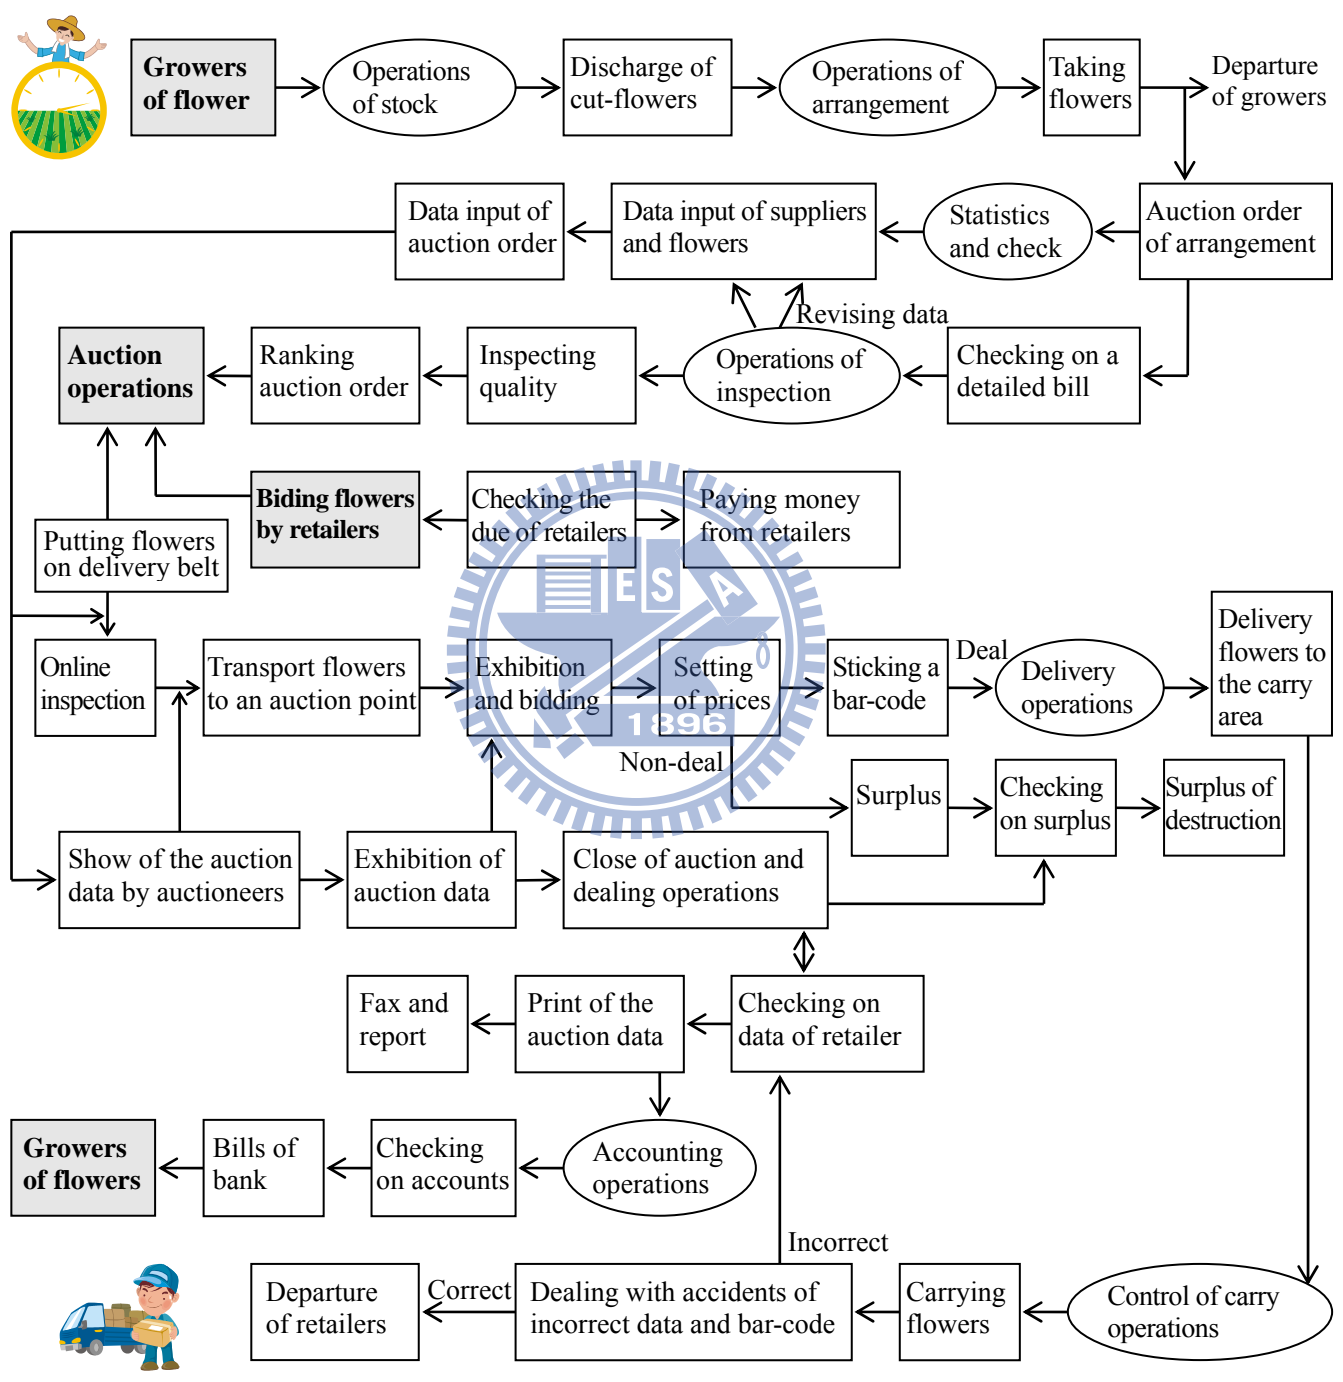 Growers
of flower
Operations
of stock
Discharge of
cut-flowers
Operations of
arrangement
Taking
flowers
Departure
of growers
Data input of
auction order
Data input of suppliers
and flowers
Statistics
and check
Auction order
of arrangement
Revising data
Auction
operations
Ranking
auction order
Inspecting
quality
Operations of
inspection
Checking on a
detailed bill
Biding flowers
by retailers
Checking the
due of retailers
Paying money
from retailers
Putting flowers
on delivery belt
ESA
Online
inspection
Transport flowers
to an auction point
Exhibition
and bidding
Setting
of prices
Sticking a
bar-code
Deal
Delivery
operations
Delivery
flowers to
the carry
area
1896
Non-deal
Surplus
Checking
on surplus
Surplus of
destruction
Show of the auction
data by auctioneers
Exhibition of
auction data
Close of auction and
dealing operations
Fax and
report
Print of the
auction data
Checking on
data of retailer
Growers
of flowers
Bills of
bank
Checking
on accounts
Accounting
operations
Incorrect
Departure
of retailers
Correct
Dealing with accidents of
incorrect data and bar-code
Carrying
flowers
Control of carry
operations